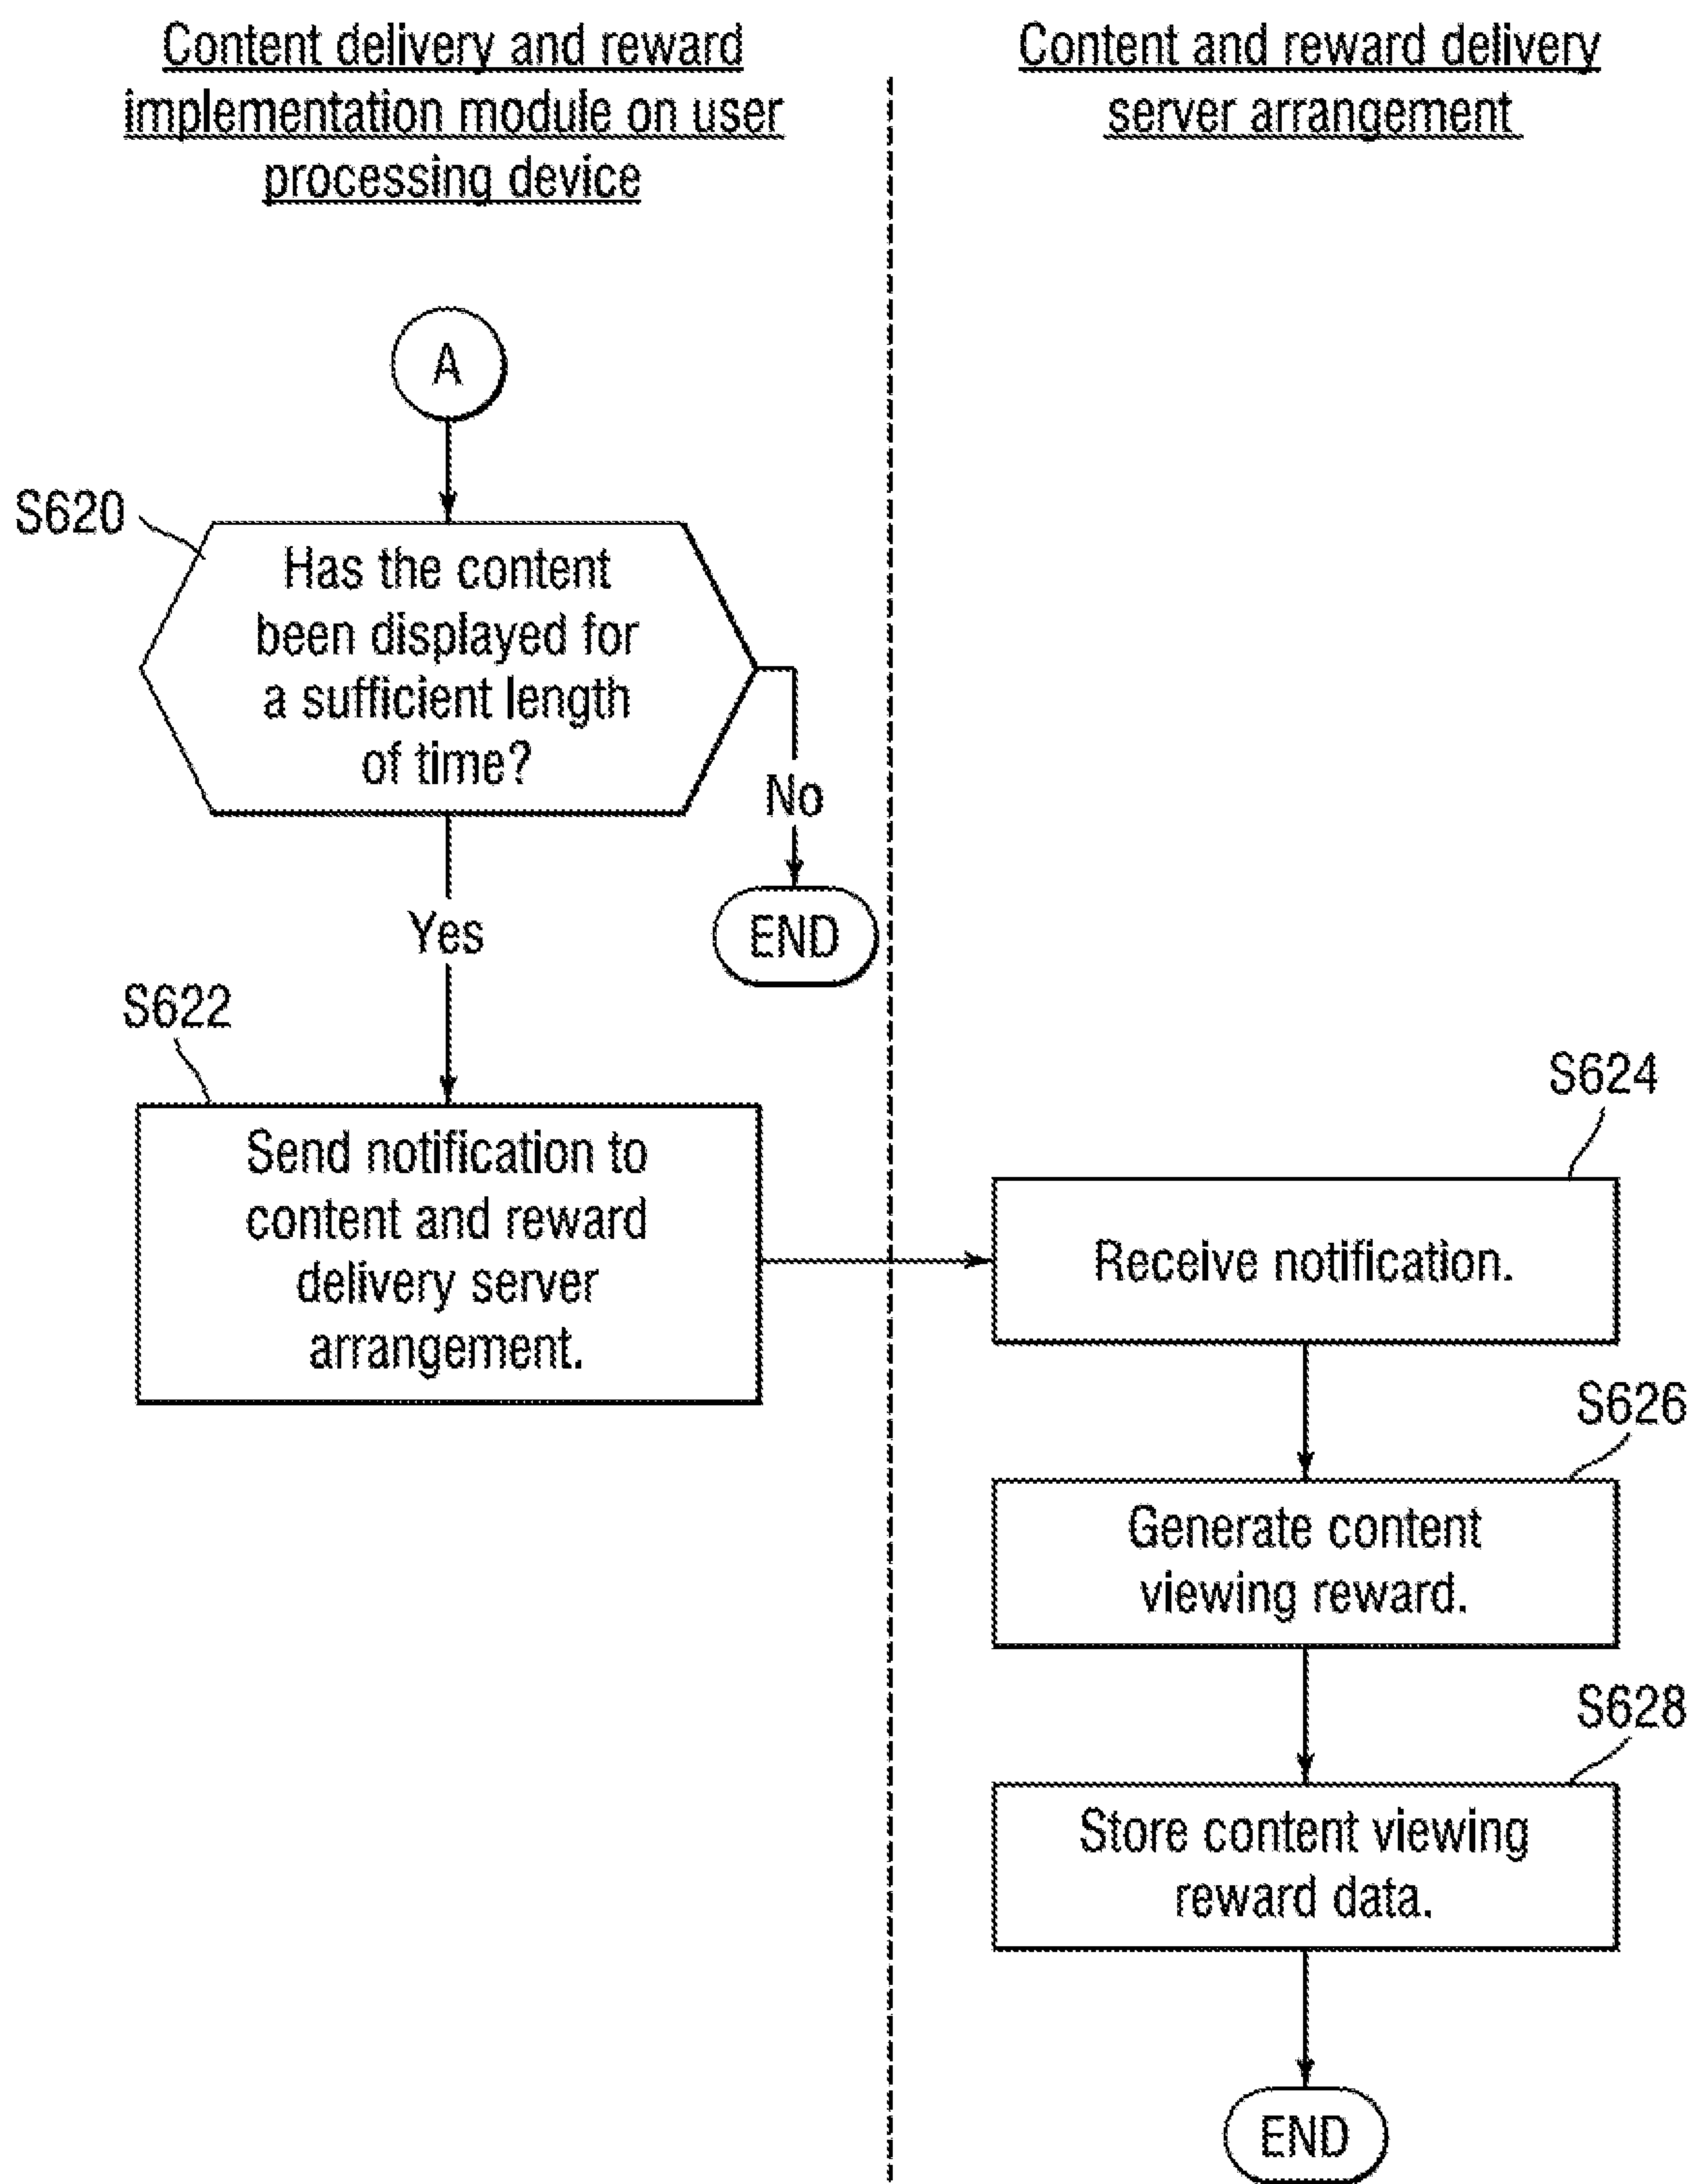 Content delivery and reward
implementation module on user
processing device
Content and reward delivery
server arrangement
A
S620
Has the content
been displayed for
a sufficient length
of time?
No
END
Yes
S622
Send notification to
content and reward
delivery server
arrangement.
S624
Receive notification.
S626
Generate content
viewing reward.
S628
Store content viewing
reward data.
END